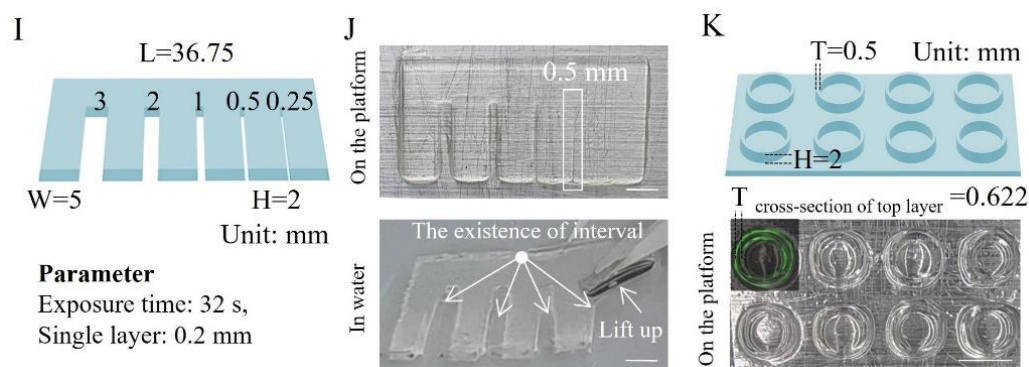 I
L=36.75
3 2 1 0.5 0.25
W=5 H=2
Unit: mm
Parameter
Exposure time: 32 s,
Single layer: 0.2 mm
J
On the platform
0.5 mm
In water
The existence of interval
Lift up
K
T=0.5 Unit: mm
H=2
T cross-section of top layer =0.622
On the platform